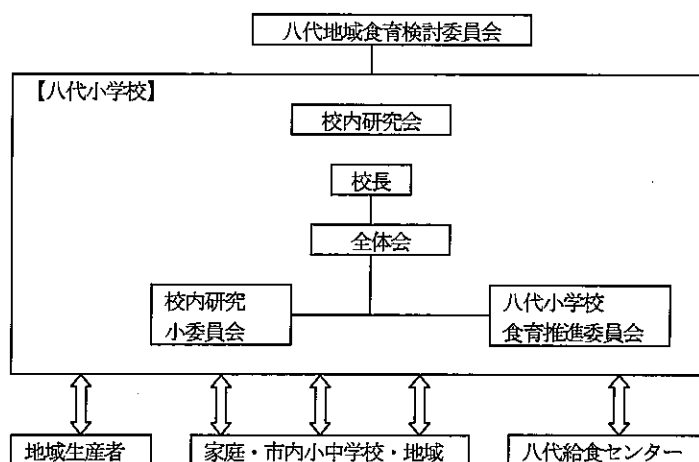 八代地域食育検討委員会
【八代小学校】
校内研究会
校長
全体会
校内研究
小委員会
八代小学校
食育推進委員会
地域生産者
家庭・市内小中学校・地域
八代給食センター